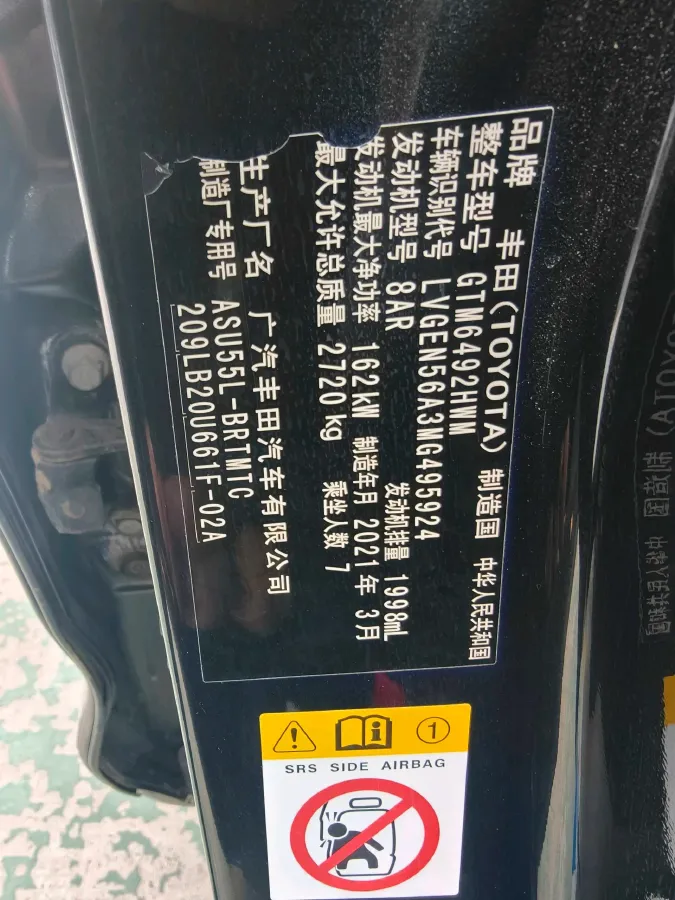 品牌 丰田(TOYOTA) 制造国 中华人民共和国
整车型号 GTM6492HWM
车辆识别代号 LVGEN56A3MG495924
发动机型号 8AR 发动机排量 1998mL
发动机最大净功率 162kW 制造年月 2021年 3月
最大允许总质量 2720kg 乘坐人数 7
生产厂名 广汽丰田汽车有限公司
制造厂专用号 ASU55L-BRTMTC
209LB20U661F-02A
1
SRS SIDE AIRBAG